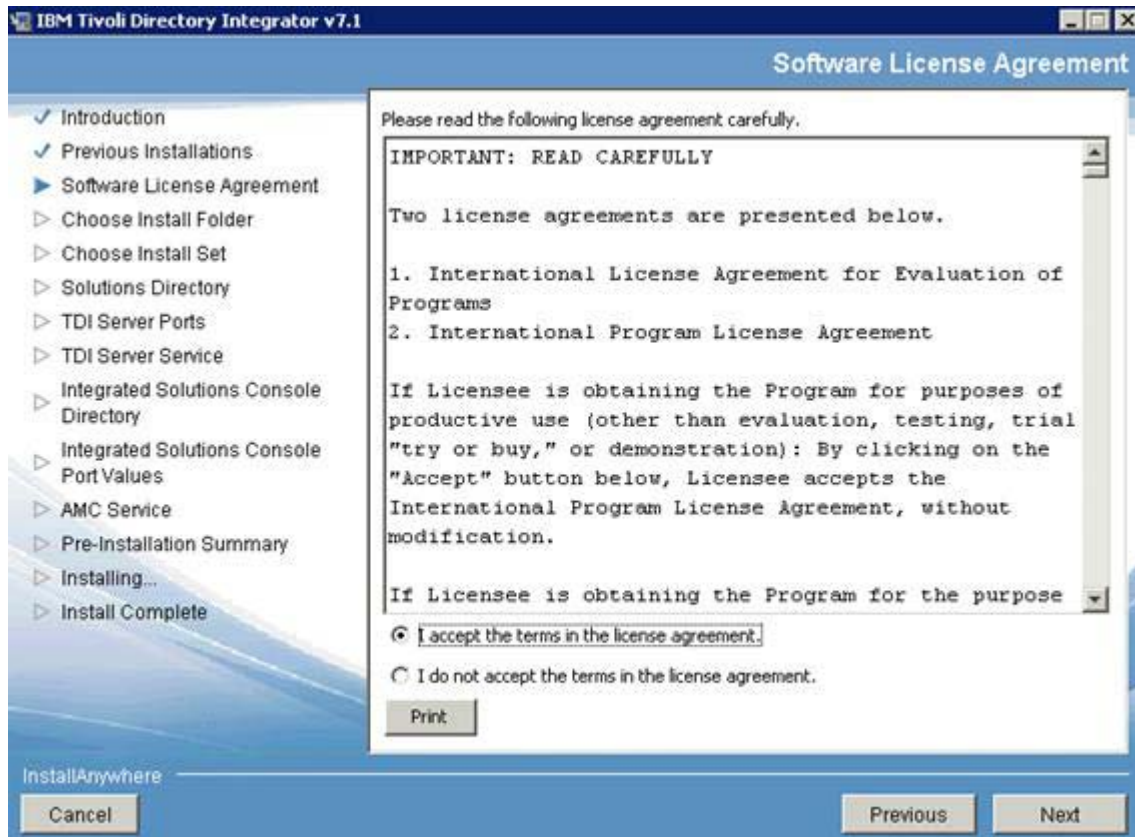 IBM Tivoli Directory Integrator v7.1
Software License Agreement
Introduction
Previous Installations
Software License Agreement
Choose Install Folder
Choose Install Set
Solutions Directory
TDI Server Ports
TDI Server Service
Integrated Solutions Console
Directory
Integrated Solutions Console
Port Values
AMC Service
Pre-Installation Summary
Installing...
Install Complete
Please read the following license agreement carefully.
IMPORTANT: READ CAREFULLY
Two license agreements are presented below.
1. International License Agreement for Evaluation of
Programs
2. International Program License Agreement
If Licensee is obtaining the Program for purposes of
productive use (other than evaluation, testing, trial
"try or buy," or demonstration): By clicking on the
"Accept" button below, Licensee accepts the
International Program License Agreement, without
modification.
If Licensee is obtaining the Program for the purpose
I accept the terms in the license agreement.
I do not accept the terms in the license agreement.
Print
InstallAnywhere
Cancel
Previous
Next